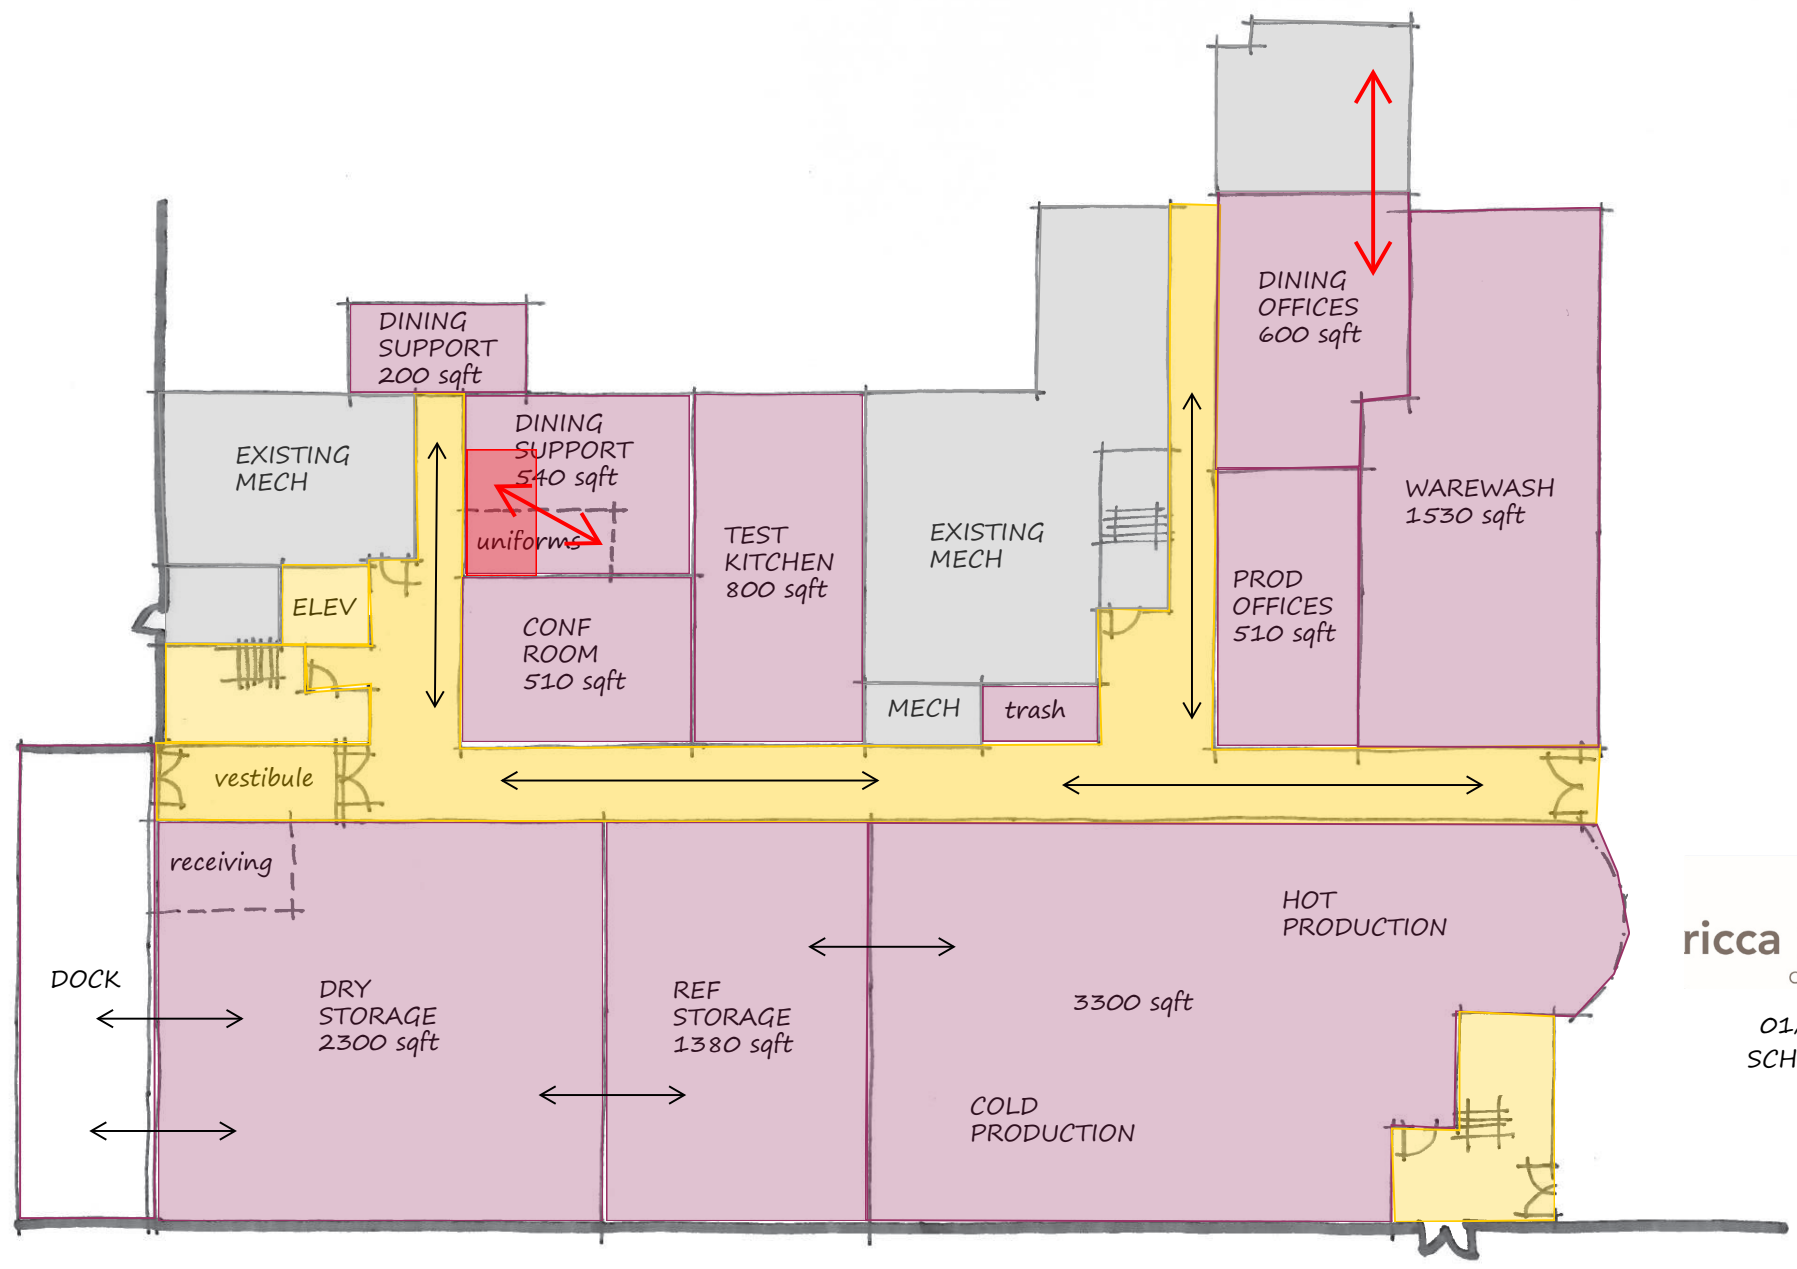 DINING
SUPPORT
200 sqft
DINING
OFFICES
600 sqft
EXISTING
MECH
DINING
SUPPORT
540 sqft
uniforms
TEST
KITCHEN
800 sqft
EXISTING
MECH
WAREWASH
1530 sqft
PROD
OFFICES
510 sqft
ELEV
CONF
ROOM
510 sqft
MECH
trash
vestibule
receiving
HOT
PRODUCTION
ricca
DOCK
DRY
STORAGE
2300 sqft
REF
STORAGE
1380 sqft
3300 sqft
01
SCH
COLD
PRODUCTION